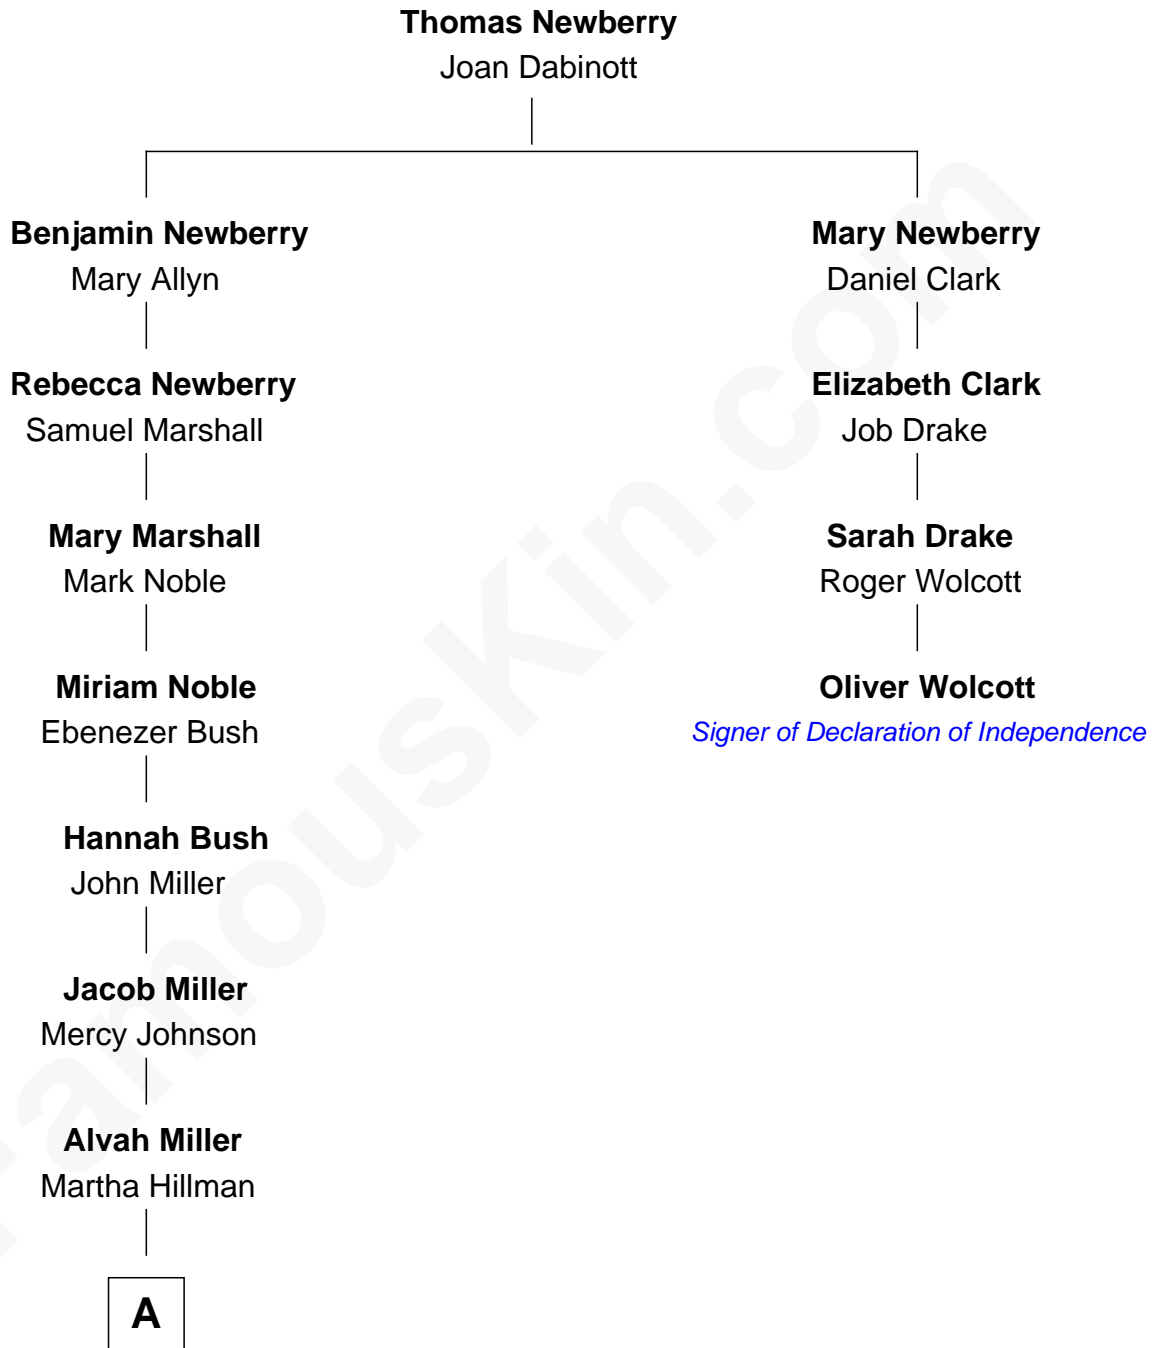 Thomas Newberry
Joan Dabinott
Benjamin Newberry
Mary Allyn
Mary Newberry
Daniel Clark
Rebecca Newberry
Samuel Marshall
Elizabeth Clark
Job Drake
Mary Marshall
Mark Noble
Sarah Drake
Roger Wolcott
Miriam Noble
Ebenezer Bush
Oliver Wolcott
Signer of Declaration of Independence
Hannah Bush
John Miller
Jacob Miller
Mercy Johnson
Alvah Miller
Martha Hillman
A
FamousKin.com